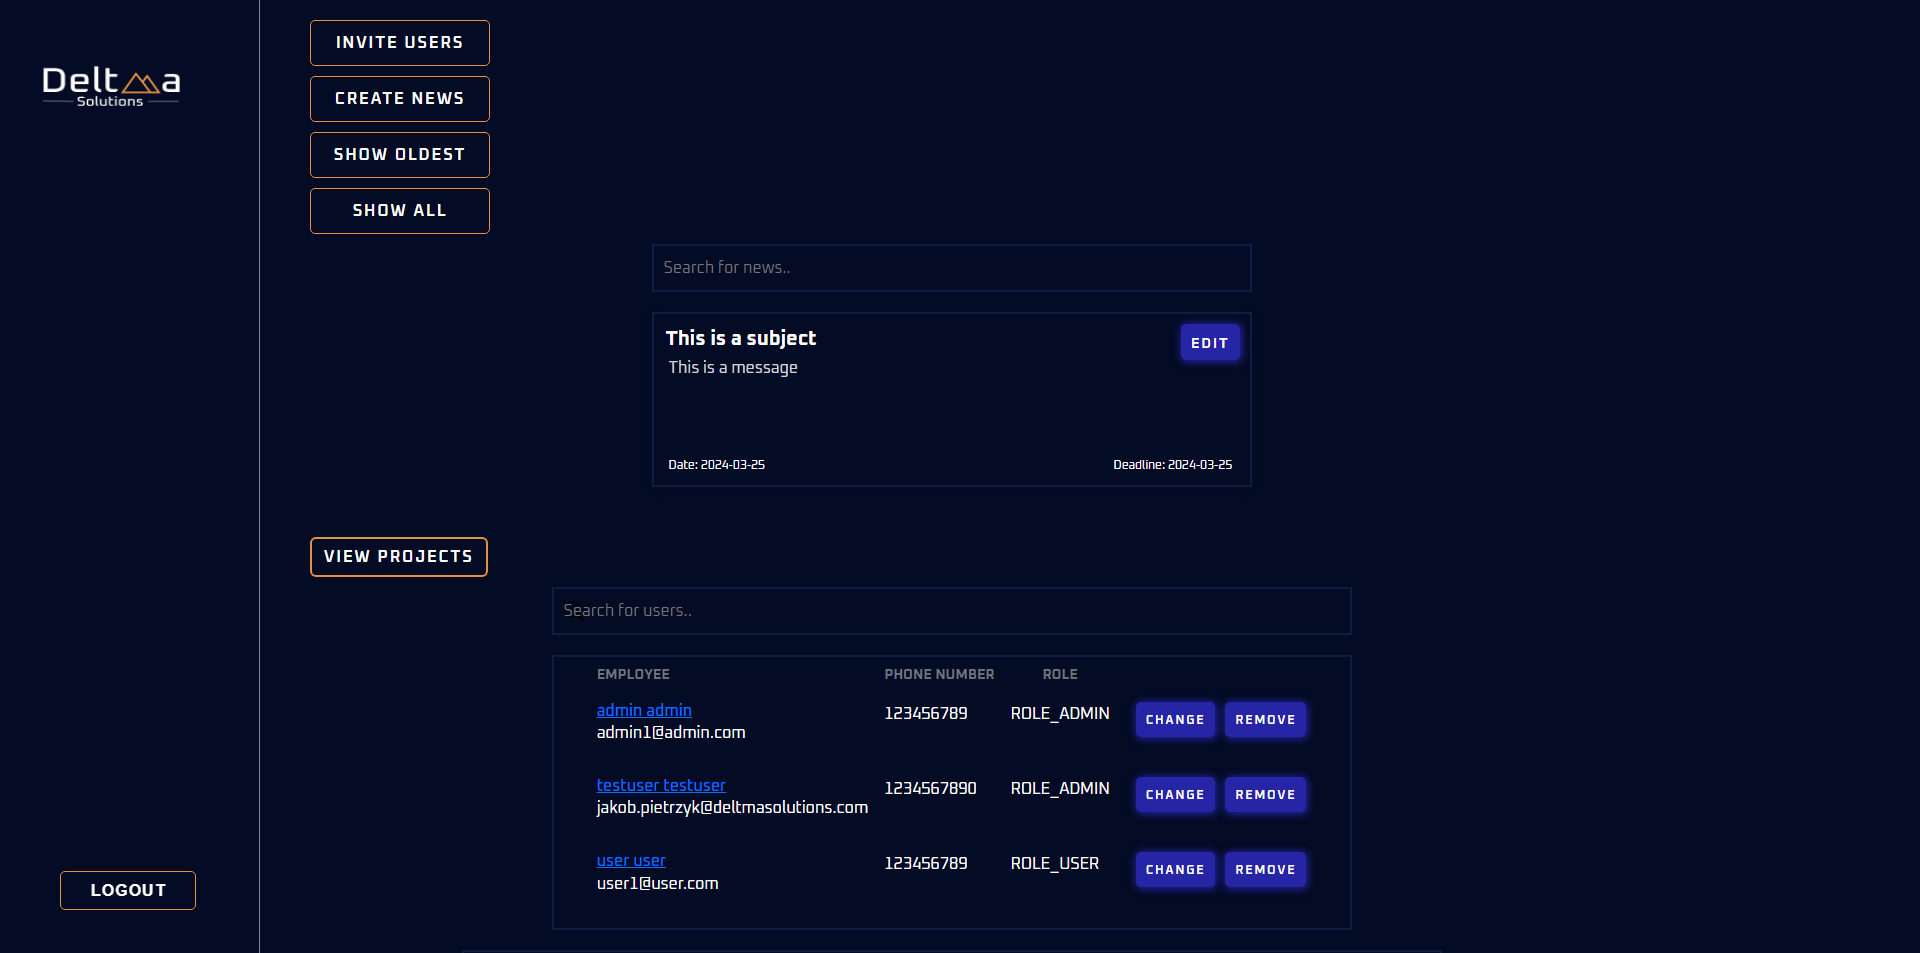 Deltma
Solutions
INVITE USERS
CREATE NEWS
SHOW OLDEST
SHOW ALL
Search for news..
This is a subject
EDIT
This is a message
Date: 2024-03-25
Deadline: 2024-03-25
VIEW PROJECTS
Search for users..
EMPLOYEE PHONE NUMBER ROLE
admin admin
admin1@admin.com
123456789 ROLE_ADMIN CHANGE REMOVE
testuser testuser
jakob.pietrzyk@deltmasolutions.com
1234567890 ROLE_ADMIN CHANGE REMOVE
user user
user1@user.com
123456789 ROLE_USER CHANGE REMOVE
LOGOUT